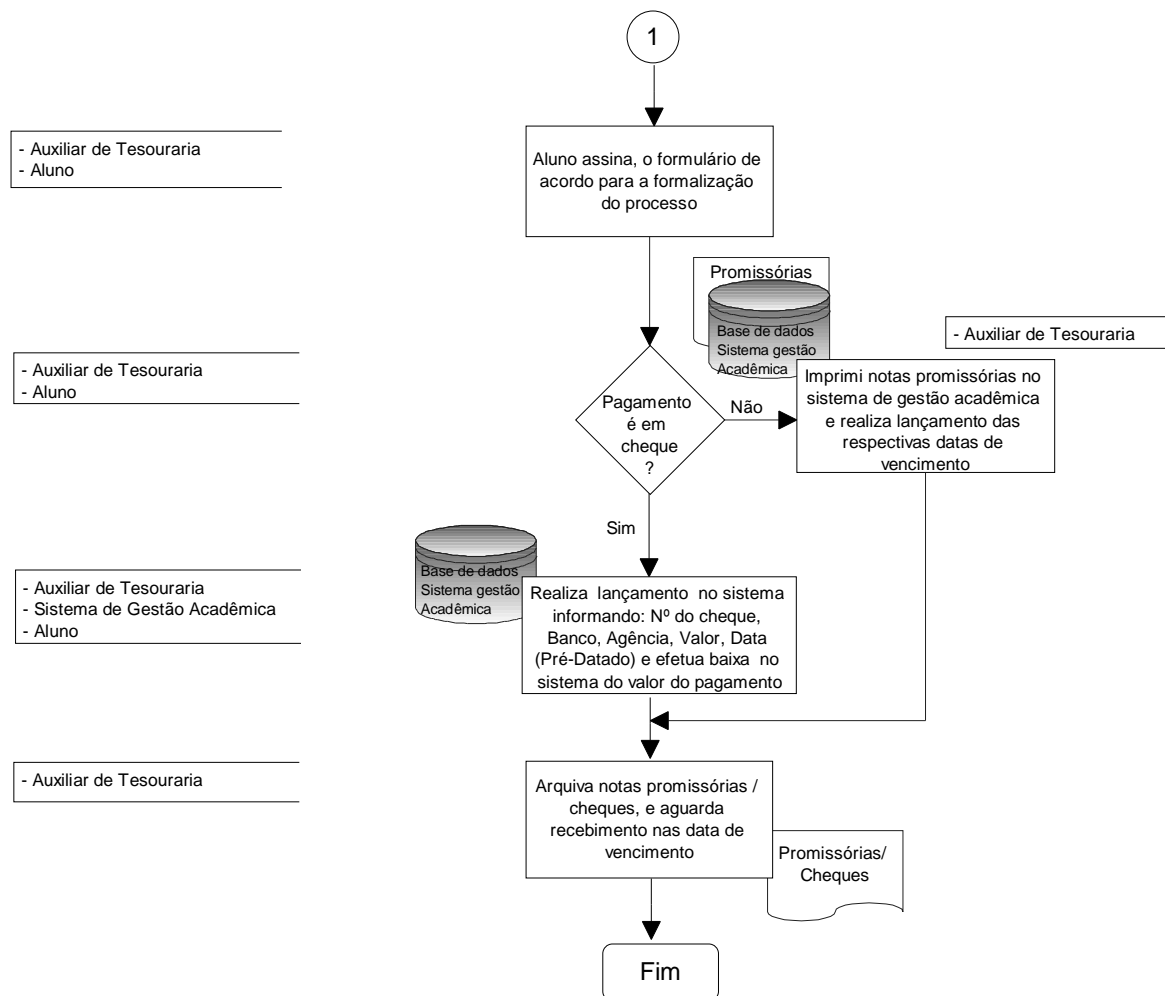 1
- Auxiliar de Tesouraria
- Aluno
Aluno assina, o formulário de
acordo para a formalização
do processo
Promissórias
Base de dados
Sistema gestão
Acadêmica
- Auxiliar de Tesouraria
- Auxiliar de Tesouraria
- Aluno
Pagamento
é em
cheque
?
Não
Imprimi notas promissórias no
sistema de gestão acadêmica
e realiza lançamento das
respectivas datas de
vencimento
Sim
Base de dados
Sistema gestão
Acadêmica
- Auxiliar de Tesouraria
- Sistema de Gestão Acadêmica
- Aluno
Realiza lançamento no sistema
informando: Nº do cheque,
Banco, Agência, Valor, Data
(Pré-Datado) e efetua baixa no
sistema do valor do pagamento
- Auxiliar de Tesouraria
Arquiva notas promissórias /
cheques, e aguarda
recebimento nas data de
vencimento
Promissórias/
Cheques
Fim